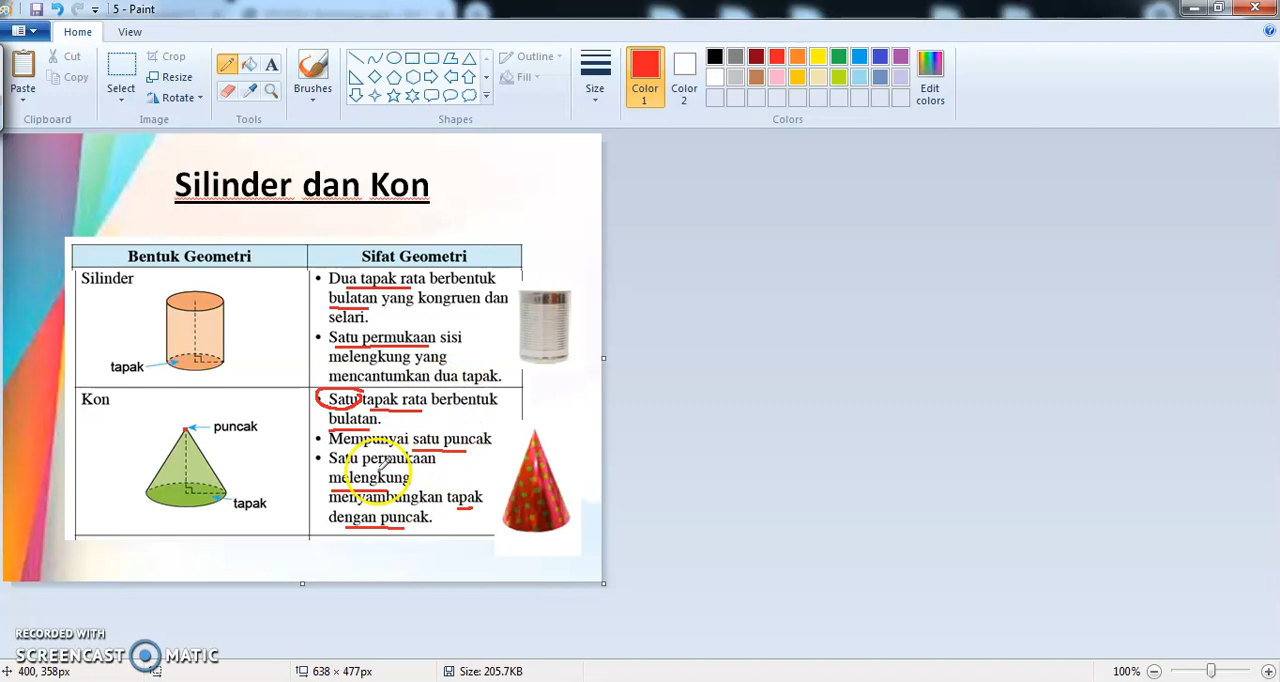 5 - Paint
Home
View
Paste
Cut
Copy
Clipboard
Select
Crop
Resize
Rotate
Image
Tools
Brushes
Shapes
Outline
Fill
Size
Color
1
Color
2
Colors
Edit
colors
Silinder dan Kon
Bentuk Geometri
Sifat Geometri
Silinder
tapak
• Dua tapak rata berbentuk
bulatan yang kongruen dan
selari.
• Satu permukaan sisi
melengkung yang
mencantumkan dua tapak.
Kon
puncak
tapak
• Satu tapak rata berbentuk
bulatan.
• Mempunyai satu puncak
• Satu permukaan
melengkung
menyambungkan tapak
dengan puncak.
RECORDED WITH
SCREENCAST MATIC
400, 358px
638 × 477px
Size: 205.7KB
100%